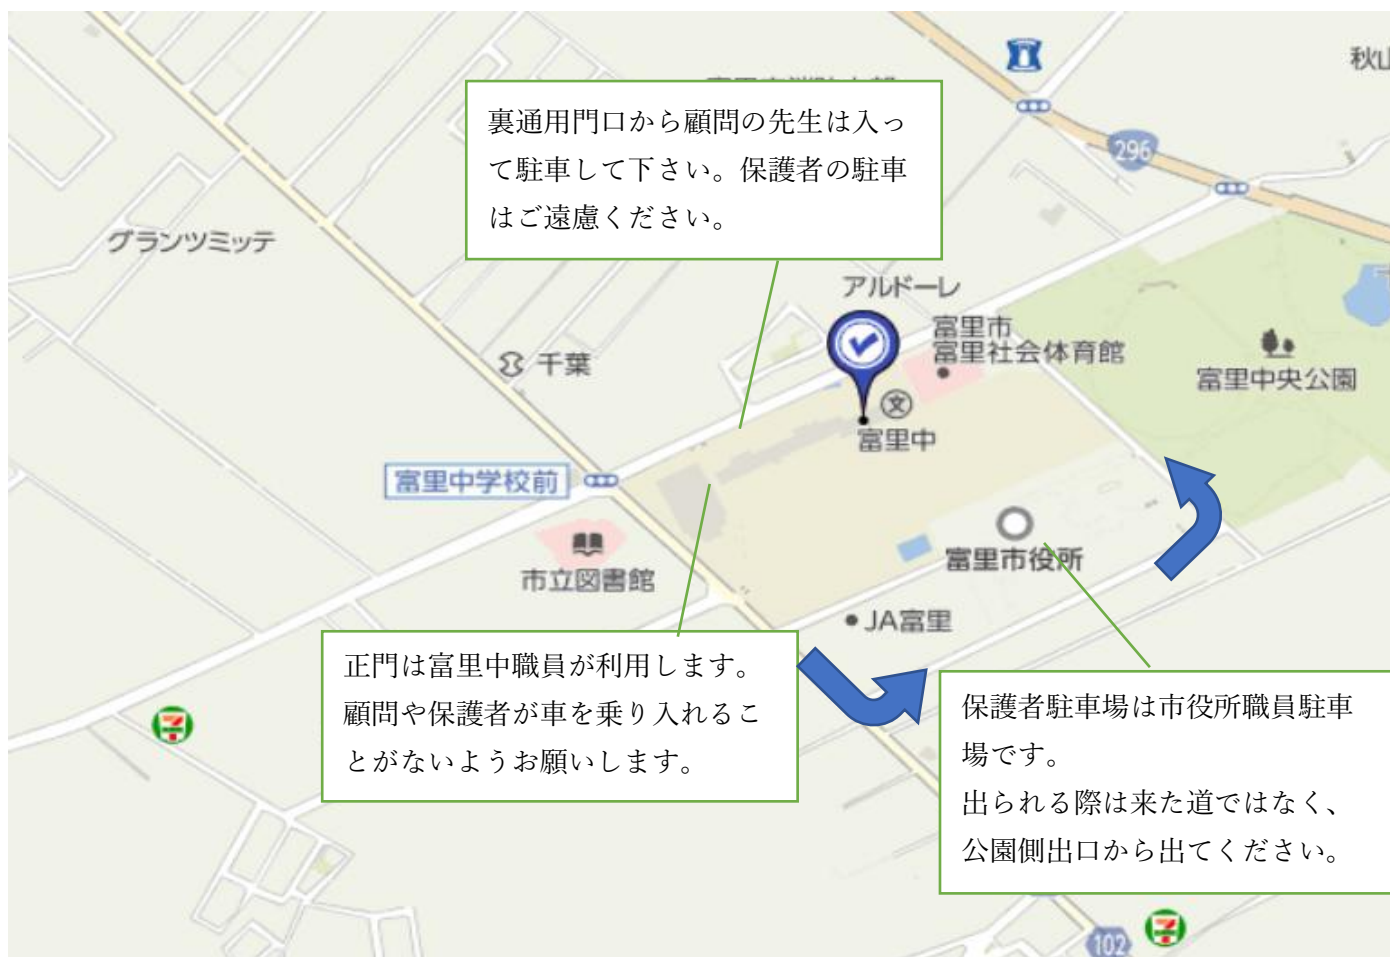 秋山
296
裏通用門口から顧問の先生は入っ
て駐車して下さい。保護者の駐車
はご遠慮ください。
グランツミッテ
アルドーレ
富里市
富里社会体育館
千葉
富里中央公園
文
富里中
富里中学校前
市立図書館
富里市役所
JA富里
正門は富里中職員が利用します。
顧問や保護者が車を乗り入れるこ
とがないようお願いします。
保護者駐車場は市役所職員駐車
場です。
出られる際は来た道ではなく、
公園側出口から出てください。
102